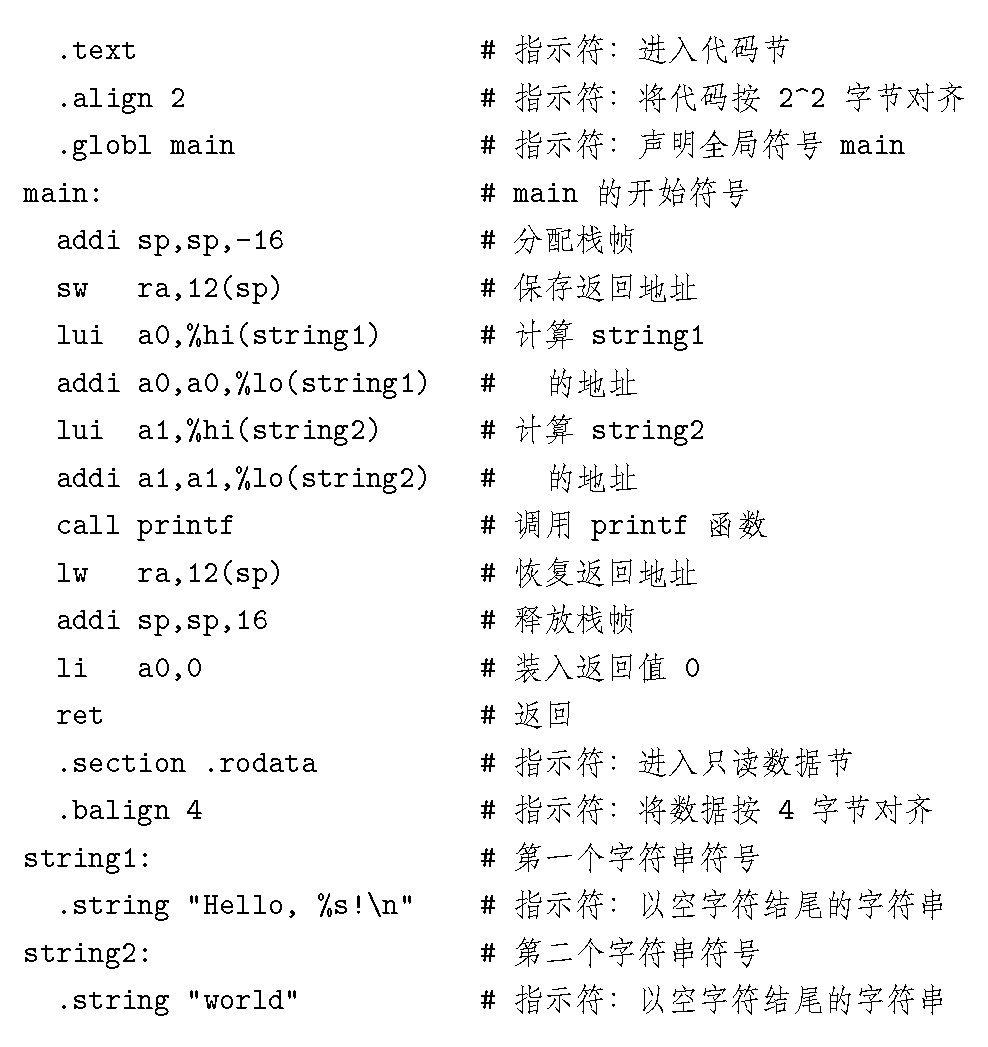 .text # 指示符：进入代码节
.align 2 # 指示符：将代码按 2^2 字节对齐
.globl main # 指示符：声明全局符号 main
main: # main 的开始符号
addi sp,sp,-16 # 分配栈帧
sw ra,12(sp) # 保存返回地址
lui a0,%hi(string1) # 计算 string1
addi a0,a0,%lo(string1) # 的地址
lui a1,%hi(string2) # 计算 string2
addi a1,a1,%lo(string2) # 的地址
call printf # 调用 printf 函数
lw ra,12(sp) # 恢复返回地址
addi sp,sp,16 # 释放栈帧
li a0,0 # 装入返回值 0
ret # 返回
.section .rodata # 指示符：进入只读数据节
.balign 4 # 指示符：将数据按 4 字节对齐
string1: # 第一个字符串符号
.string "Hello, %s!\n" # 指示符：以空字符结尾的字符串
string2: # 第二个字符串符号
.string "world" # 指示符：以空字符结尾的字符串